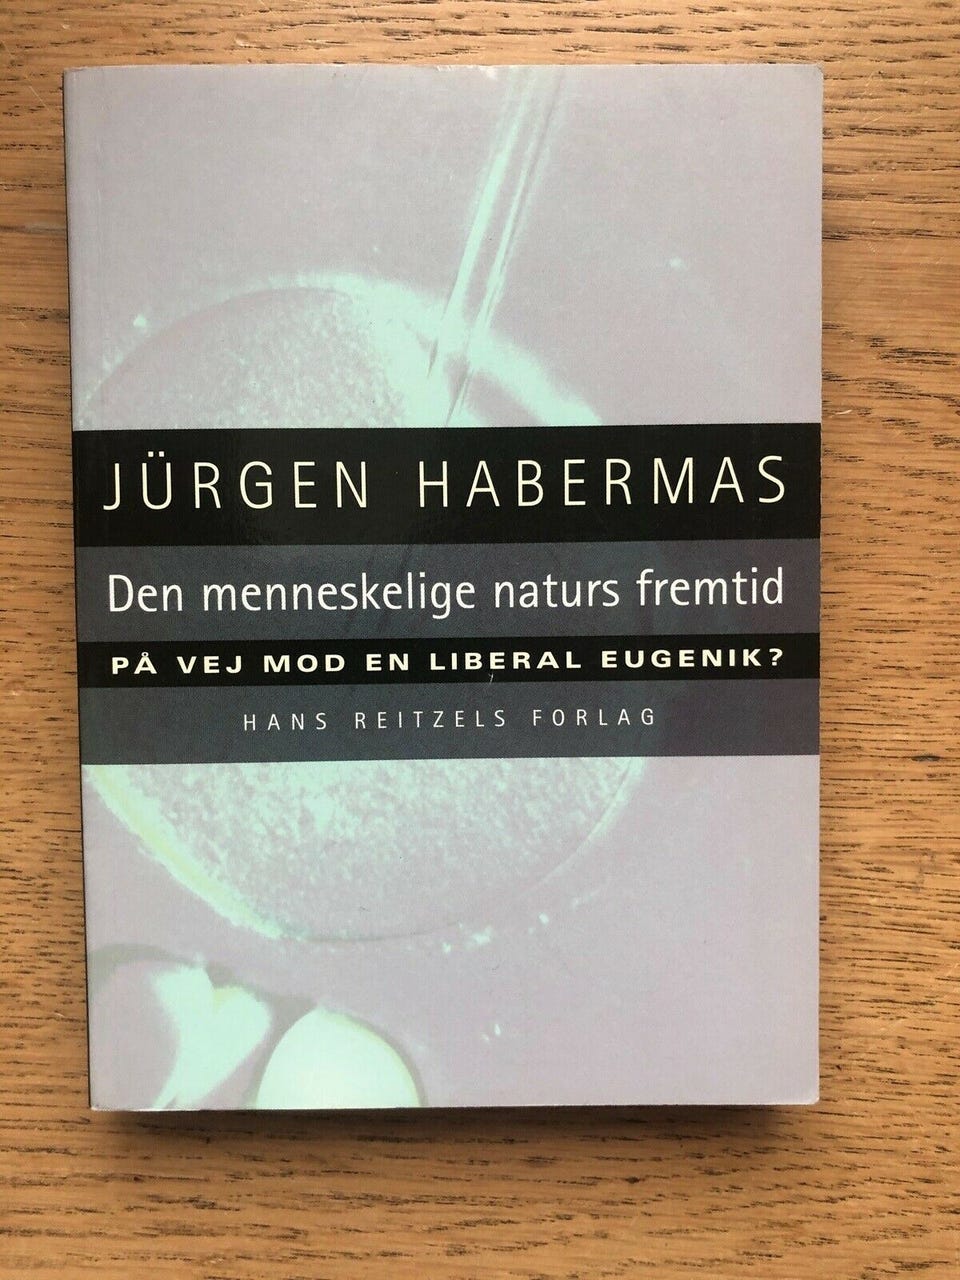 JÜRGEN HABERMAS
Den menneskelige naturs fremtid
PÅ VEJ MOD EN LIBERAL EUGENIK?
HANS REITZELS FORLAG